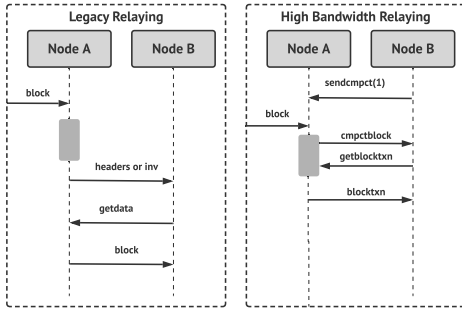 Legacy Relaying
Node A
Node B
block
headers or inv
getdata
block
High Bandwidth Relaying
Node A
Node B
sendcmpct(1)
block
cmpctblock
getblocktxn
blocktxn